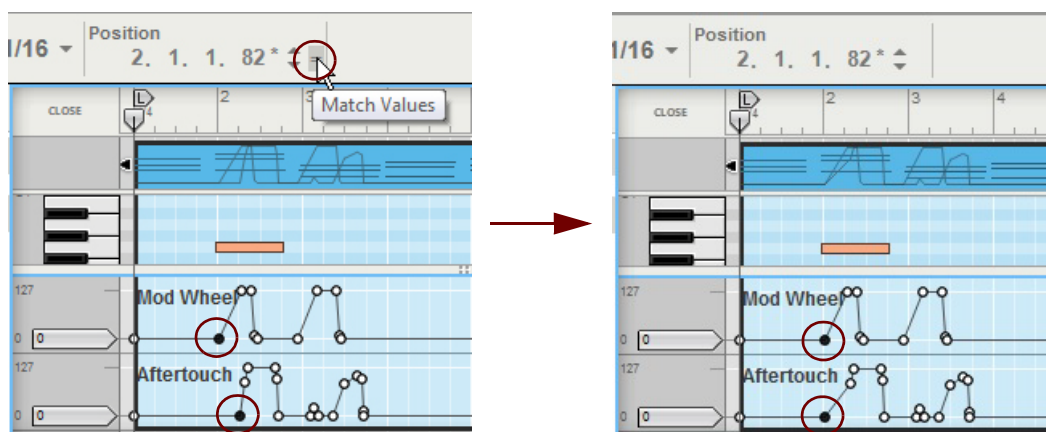 Position
1/16 2. 1. 1. 82 *
=
Match Values
CLOSE L 4 2 3
127
Mod Wheel
0 0
127
Aftertouch
0 0
Position
1/16 2. 1. 1. 82 *
CLOSE L 4 2 3 4
127
Mod Wheel
0 0
127
Aftertouch
0 0